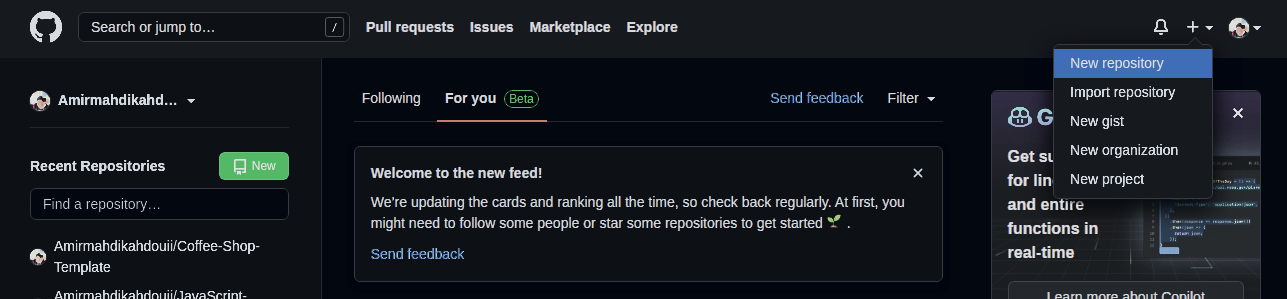 Search or jump to…
/
Pull requests Issues Marketplace Explore
New repository
Import repository
New gist
New organization
New project
Amirmahdikahd…
Recent Repositories
New
Find a repository…
Amirmahdikahdouii/Coffee-Shop-
Template
Amirmahdikahdouii/JavaScript-
Following For you Beta
Send feedback Filter
Welcome to the new feed!
We’re updating the cards and ranking all the time, so check back regularly. At first, you
might need to follow some people or star some repositories to get started 🌱 .
Send feedback
G
Get su
for lin
and entire
functions in
real-time
Learn more about Copilot